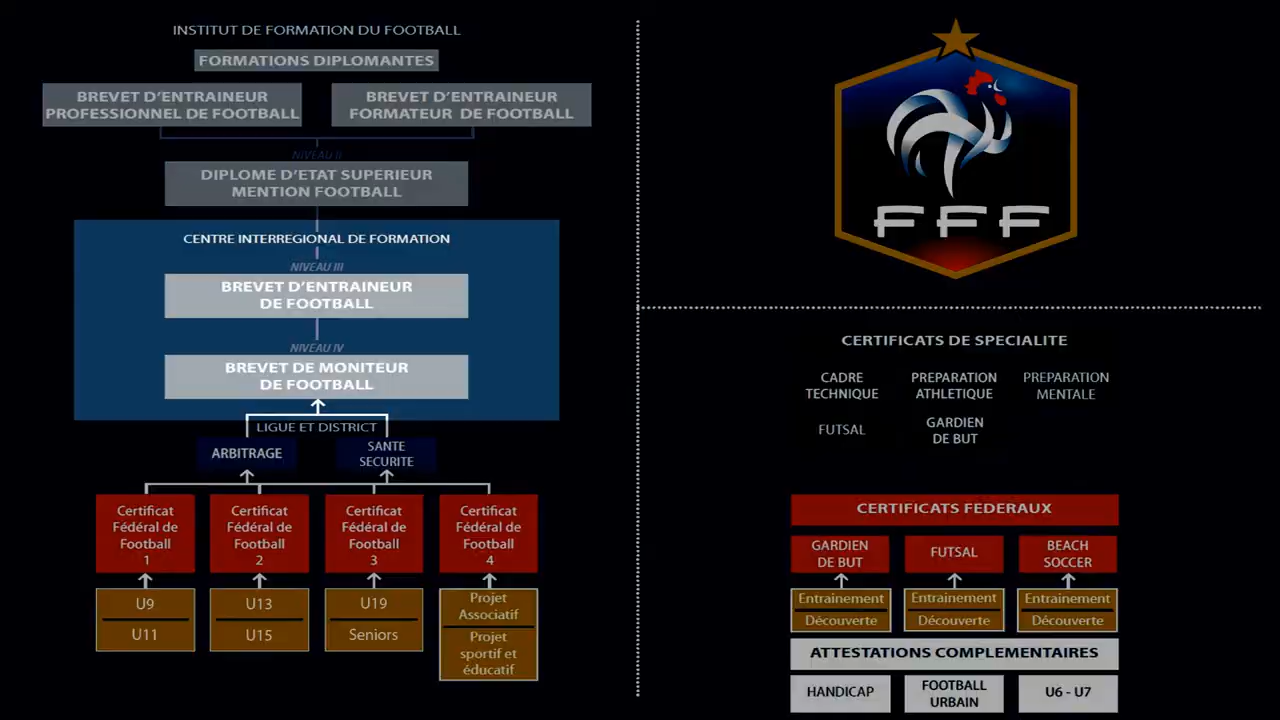 INSTITUT DE FORMATION DU FOOTBALL
FORMATIONS DIPLOMANTES
BREVET D'ENTRAINEUR
PROFESSIONNEL DE FOOTBALL
BREVET D'ENTRAINEUR
FORMATEUR DE FOOTBALL
NIVEAU II
DIPLOME D'ETAT SUPERIEUR
MENTION FOOTBALL
CENTRE INTERREGIONAL DE FORMATION
NIVEAU III
BREVET D'ENTRAINEUR
DE FOOTBALL
NIVEAU IV
BREVET DE MONITEUR
DE FOOTBALL
LIGUE ET DISTRICT
ARBITRAGE
SANTE
SECURITE
Certificat
Fédéral de
Football
1
Certificat
Fédéral de
Football
2
Certificat
Fédéral de
Football
3
Certificat
Fédéral de
Football
4
U9
U11
U13
U15
U19
Seniors
Projet
Associatif
Projet
sportif et
éducatif
FFF
CERTIFICATS DE SPECIALITE
CADRE
TECHNIQUE
PREPARATION
ATHLETIQUE
PREPARATION
MENTALE
FUTSAL
GARDIEN
DE BUT
CERTIFICATS FEDERAUX
GARDIEN
DE BUT
FUTSAL
BEACH
SOCCER
Entrainement
Découverte
Entrainement
Découverte
Entrainement
Découverte
ATTESTATIONS COMPLEMENTAIRES
HANDICAP
FOOTBALL
URBAIN
U6 - U7